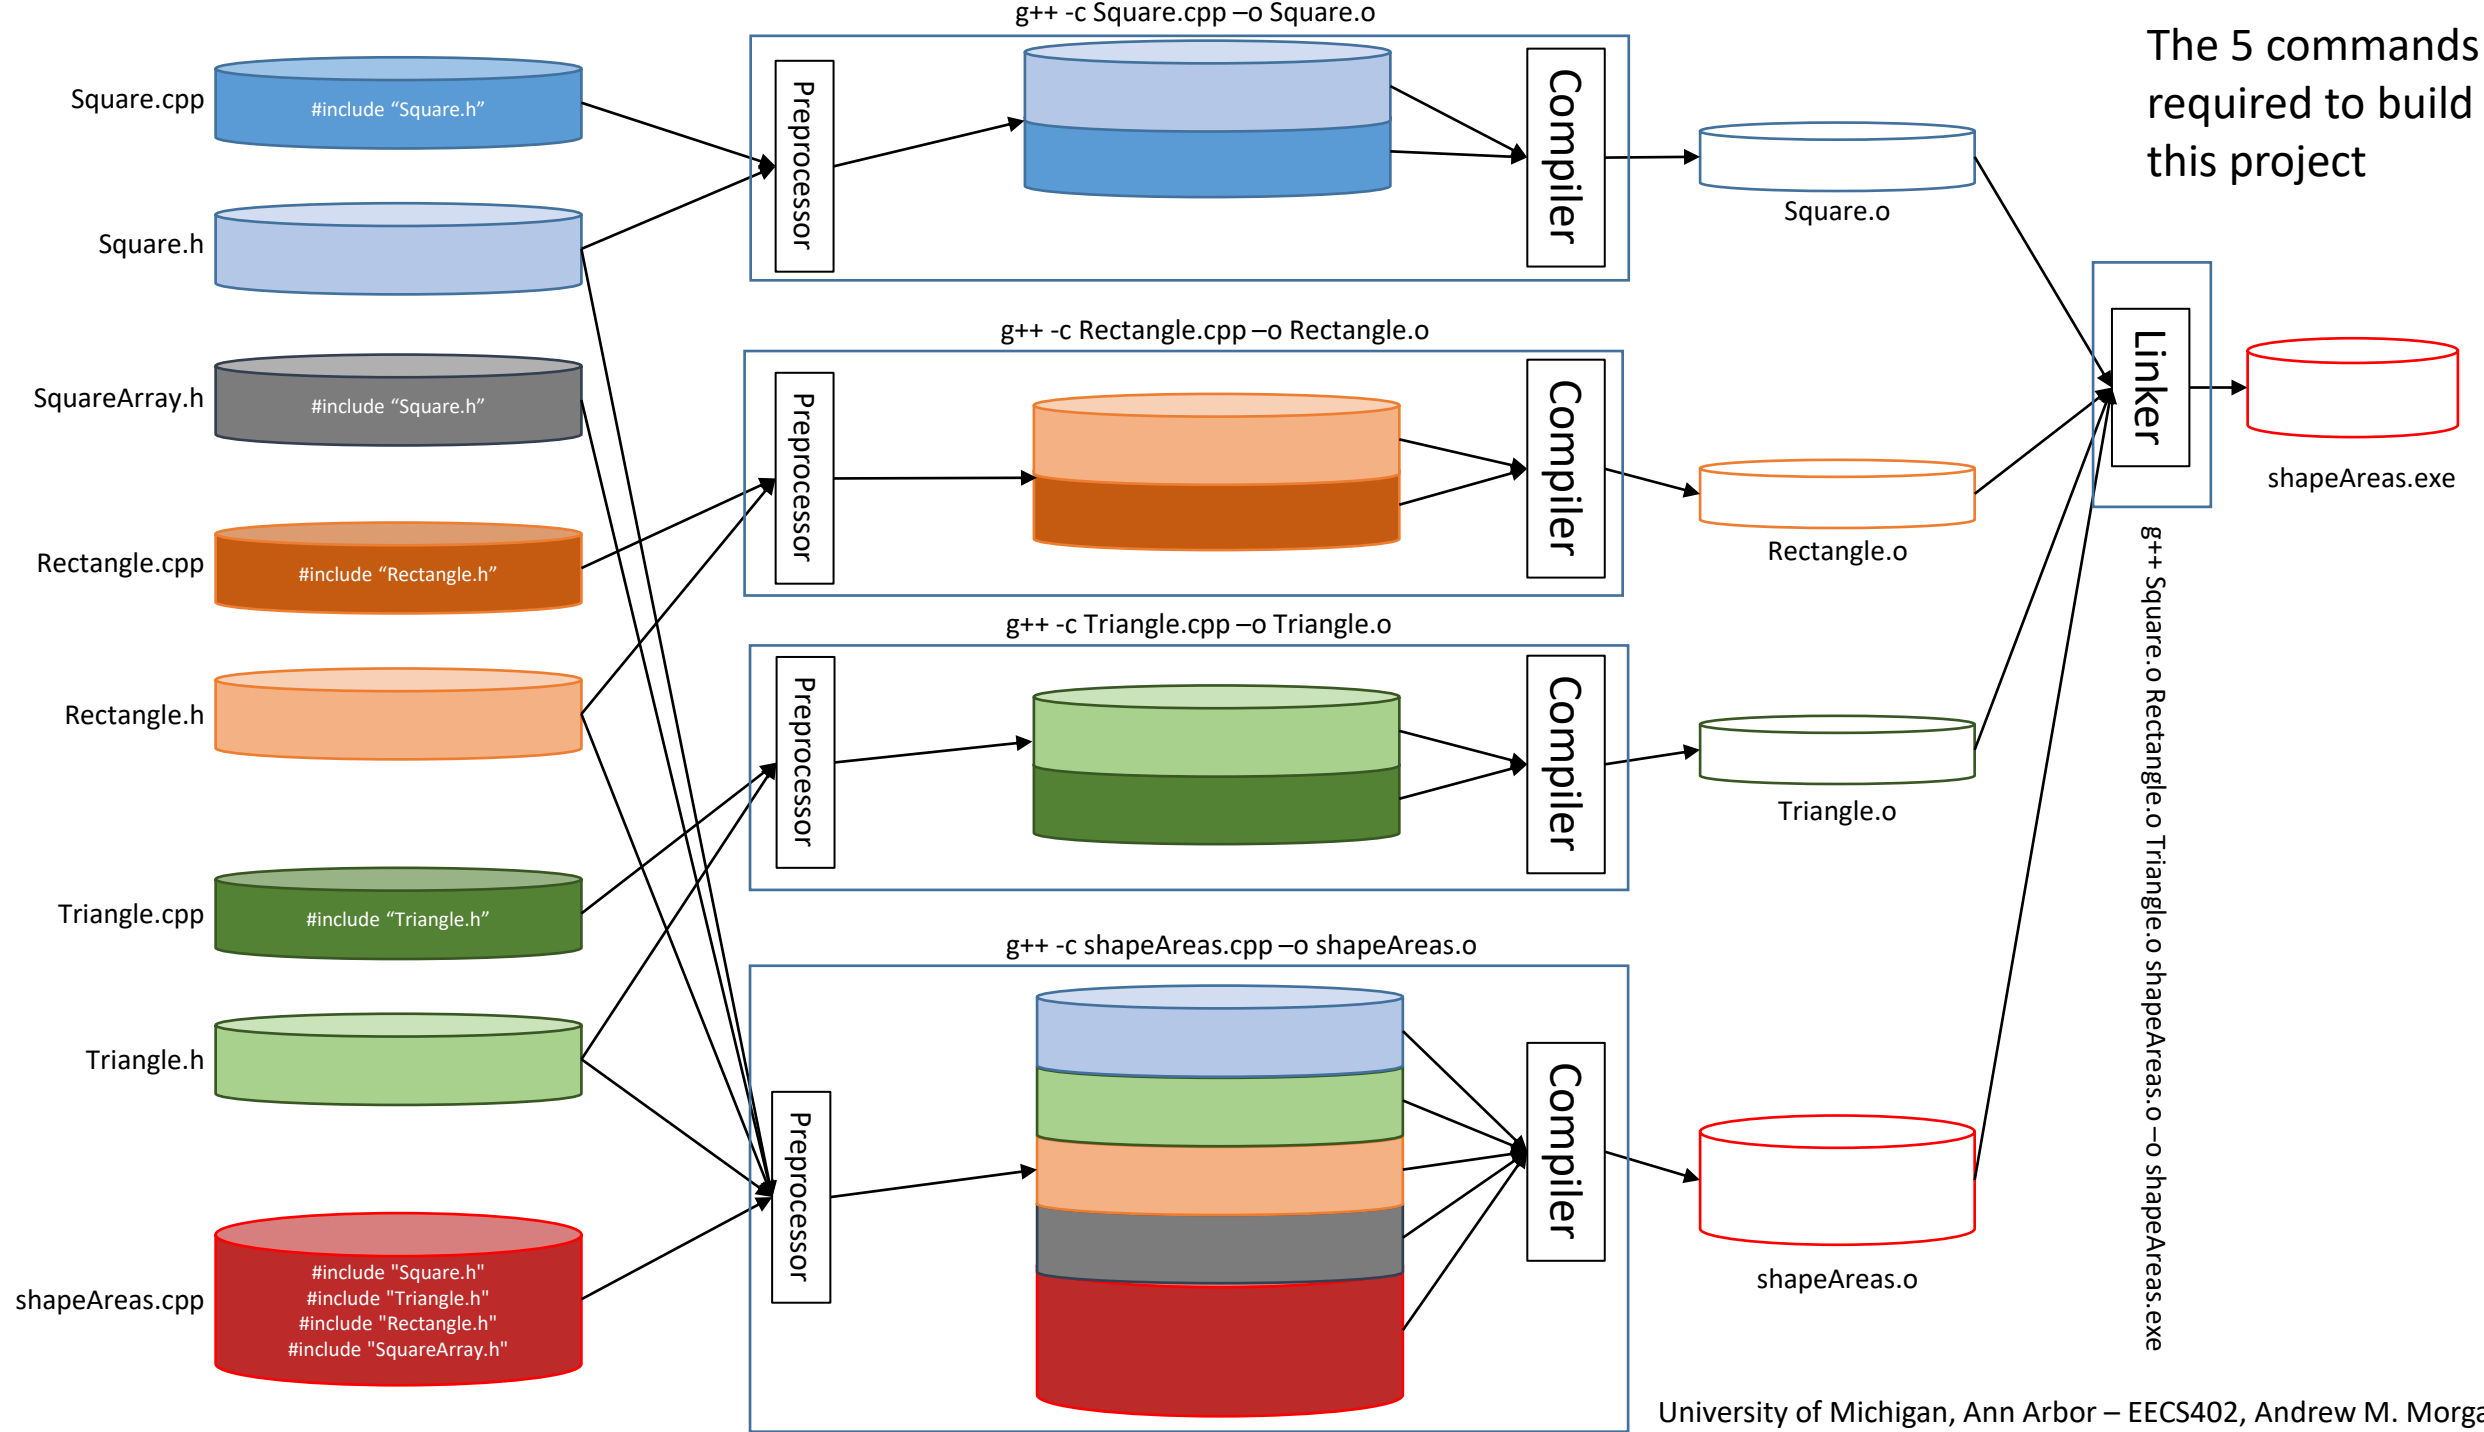 g++ -c Square.cpp –o Square.o
The 5 commands
required to build
this project
Square.cpp
#include “Square.h”
Preprocessor
Compiler
Square.o
Square.h
g++ -c Rectangle.cpp –o Rectangle.o
SquareArray.h
#include “Square.h”
Preprocessor
Compiler
Rectangle.o
Linker
shapeAreas.exe
Rectangle.cpp
#include “Rectangle.h”
g++ Square.o Rectangle.o Triangle.o shapeAreas.o –o shapeAreas.exe
g++ -c Triangle.cpp –o Triangle.o
Rectangle.h
Preprocessor
Compiler
Triangle.o
Triangle.cpp
#include “Triangle.h”
g++ -c shapeAreas.cpp –o shapeAreas.o
Triangle.h
Preprocessor
Compiler
shapeAreas.o
shapeAreas.cpp
#include "Square.h"
#include "Triangle.h"
#include "Rectangle.h"
#include "SquareArray.h"
University of Michigan, Ann Arbor – EECS402, Andrew M. Morga